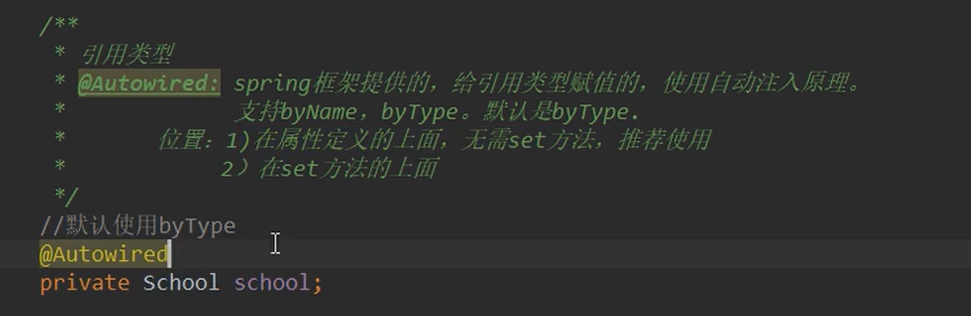 /**
 * 引用类型
 * @Autowired: spring框架提供的，给引用类型赋值的，使用自动注入原理。
 * 支持byName，byType。默认是byType.
 * 位置：1)在属性定义的上面，无需set方法，推荐使用
 * 2）在set方法的上面
 */
//默认使用byType
@Autowired
private School school;